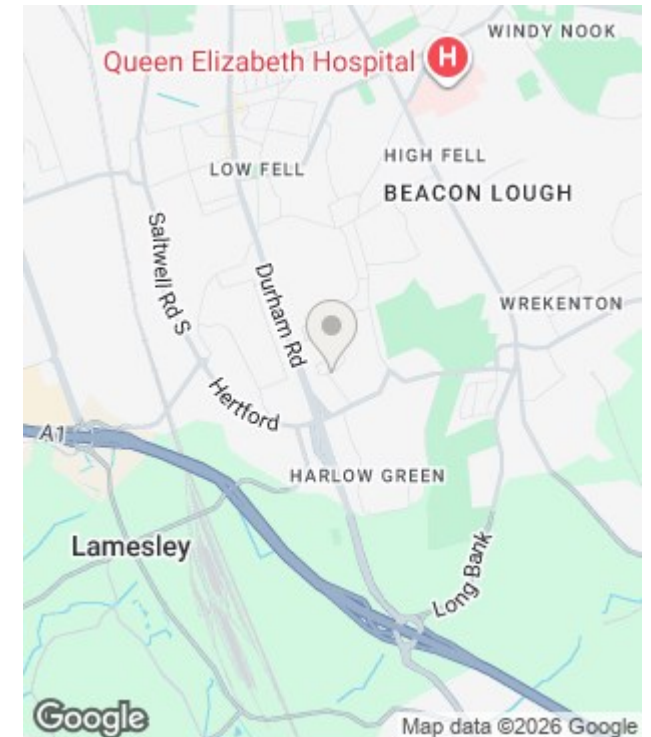 WINDY NOOK
Queen Elizabeth Hospital
H
HIGH FELL
LOW FELL
BEACON LOUGH
Saltwell Rd S
Durham Rd
WREKENTON
Hertford
A1
HARLOW GREEN
Lamesley
Long Bank
Google
Map data ©2026 Google